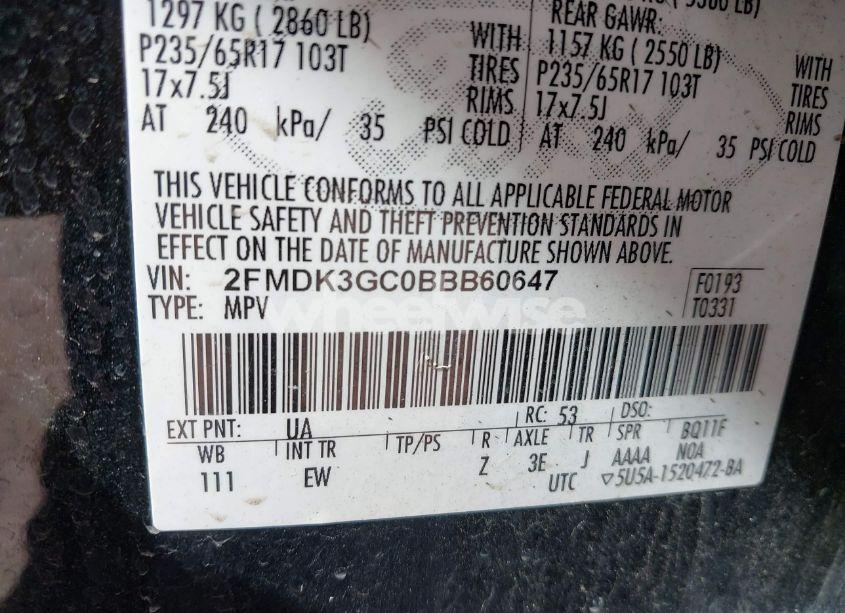 1297 KG ( 2860 LB) WITH
P235/65R17 103T TIRES
17x7.5J RIMS
AT 240 kPa/ 35 PSI COLD
REAR GAWR:
1157 KG ( 2550 LB) WITH
P235/65R17 103T TIRES
17x7.5J RIMS
AT 240 kPa/ 35 PSI COLD
THIS VEHICLE CONFORMS TO ALL APPLICABLE FEDERAL MOTOR
VEHICLE SAFETY AND THEFT PREVENTION STANDARDS IN
EFFECT ON THE DATE OF MANUFACTURE SHOWN ABOVE.
VIN: 2FMDK3GC0BBB60647 F0193
TYPE: MPV T0331
wheelwise
EXT PNT: UA RC: 53 DSO:
WB INT TR TP/PS R AXLE TR SPR BQ11F
111 EW Z 3E J AAAA NOA
UTC ▽5U5A-1520472-BA